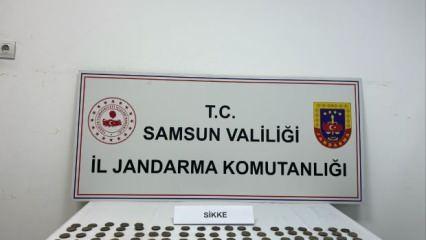 T.C.
SAMSUN VALİLİĞİ
İL JANDARMA KOMUTANLIĞI
SİKKE